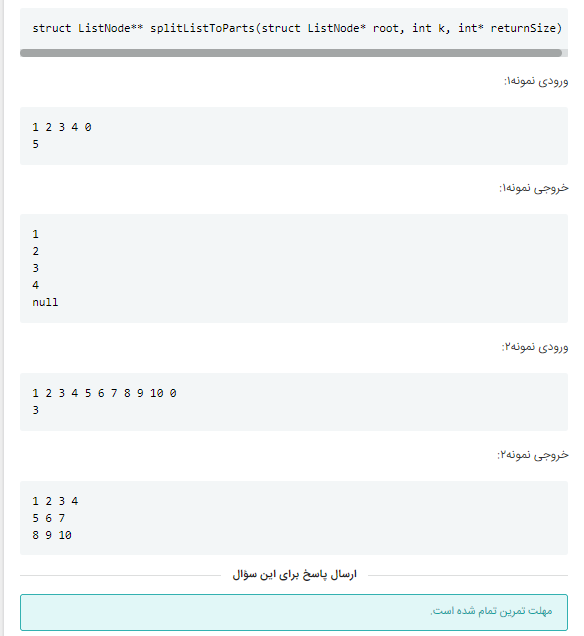 struct ListNode** splitListToParts(struct ListNode* root, int k, int* returnSize)
ورودی نمونه۱:
1 2 3 4 0
5
خروجی نمونه۱:
1
2
3
4
null
ورودی نمونه۲:
1 2 3 4 5 6 7 8 9 10 0
3
خروجی نمونه۲:
1 2 3 4
5 6 7
8 9 10
ارسال پاسخ برای این سؤال
مهلت تمرین تمام شده است.